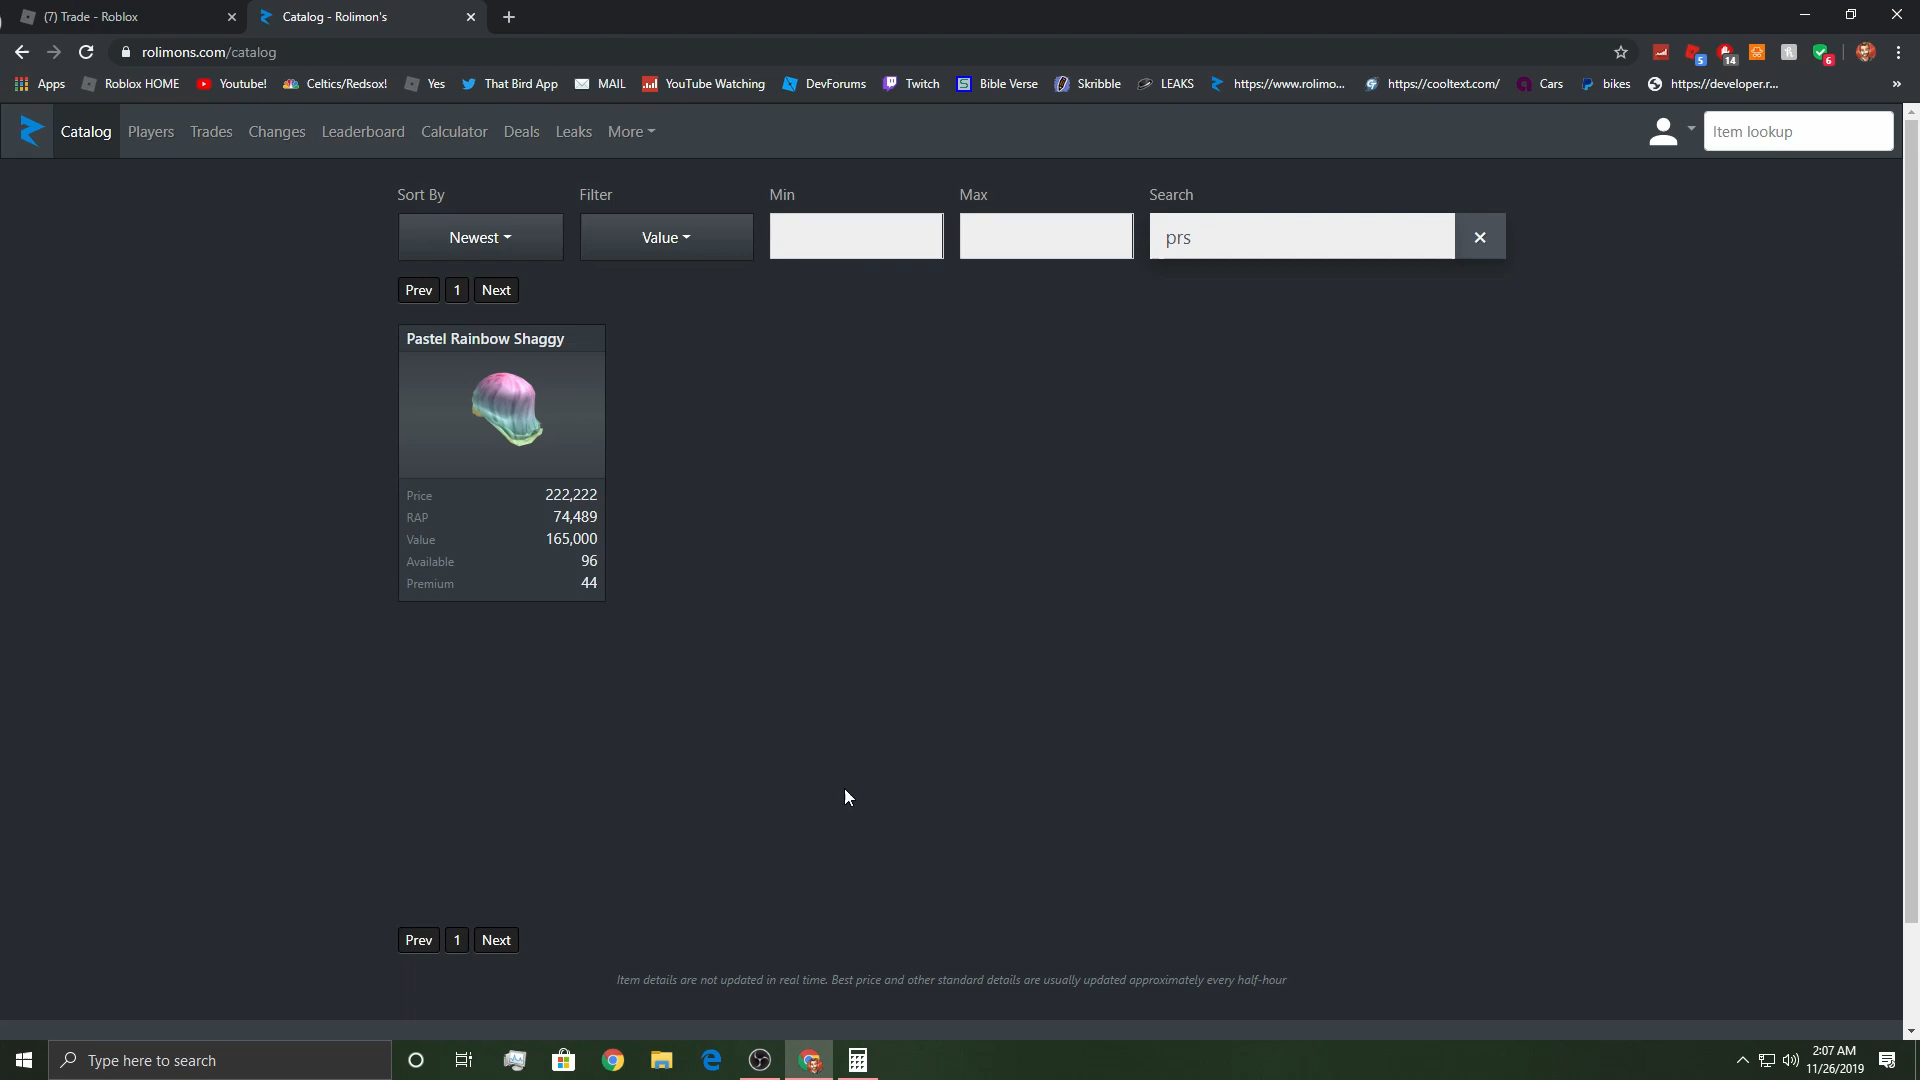 (7) Trade - Roblox
Catalog - Rolimon's
rolimons.com/catalog
5
14
6
Apps
Roblox HOME
Youtube!
Celtics/Redsox!
Yes
That Bird App
MAIL
YouTube Watching
DevForums
Twitch
Bible Verse
Skribble
LEAKS
https://www.rolimo...
https://cooltext.com/
Cars
bikes
https://developer.r...
»
Catalog
Players
Trades
Changes
Leaderboard
Calculator
Deals
Leaks
More
Item lookup
Sort By
Filter
Min
Max
Search
Newest
Value
prs
Prev 1 Next
Pastel Rainbow Shaggy
Price 222,222
RAP 74,489
Value 165,000
Available 96
Premium 44
Prev 1 Next
Item details are not updated in real time. Best price and other standard details are usually updated approximately every half-hour
Type here to search
2:07 AM
11/26/2019